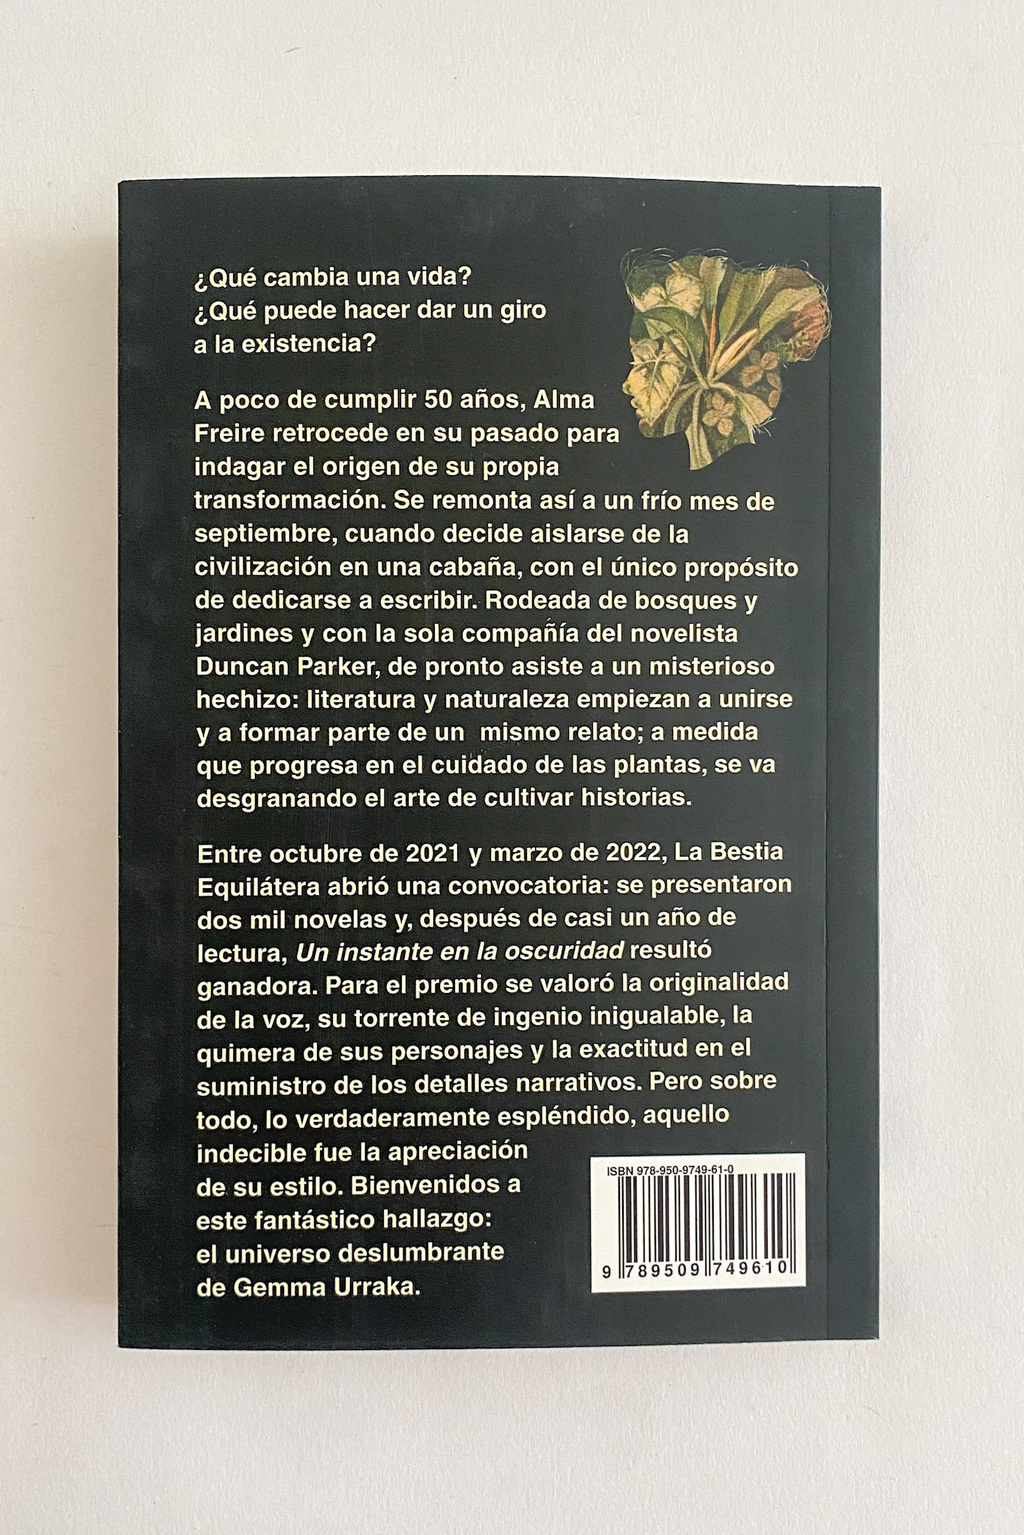 ¿Qué cambia una vida?
¿Qué puede hacer dar un giro
a la existencia?
A poco de cumplir 50 años, Alma
Freire retrocede en su pasado para
indagar el origen de su propia
transformación. Se remonta así a un frío mes de
septiembre, cuando decide aislarse de la
civilización en una cabaña, con el único propósito
de dedicarse a escribir. Rodeada de bosques y
jardines y con la sola compañía del novelista
Duncan Parker, de pronto asiste a un misterioso
hechizo: literatura y naturaleza empiezan a unirse
y a formar parte de un mismo relato; a medida
que progresa en el cuidado de las plantas, se va
desgranando el arte de cultivar historias.
Entre octubre de 2021 y marzo de 2022, La Bestia
Equilátera abrió una convocatoria: se presentaron
dos mil novelas y, después de casi un año de
lectura, Un instante en la oscuridad resultó
ganadora. Para el premio se valoró la originalidad
de la voz, su torrente de ingenio inigualable, la
quimera de sus personajes y la exactitud en el
suministro de los detalles narrativos. Pero sobre
todo, lo verdaderamente espléndido, aquello
indecible fue la apreciación
de su estilo. Bienvenidos a
este fantástico hallazgo:
el universo deslumbrante
de Gemma Urraka.
ISBN 978-950-9749-61-0
9 789509 749610